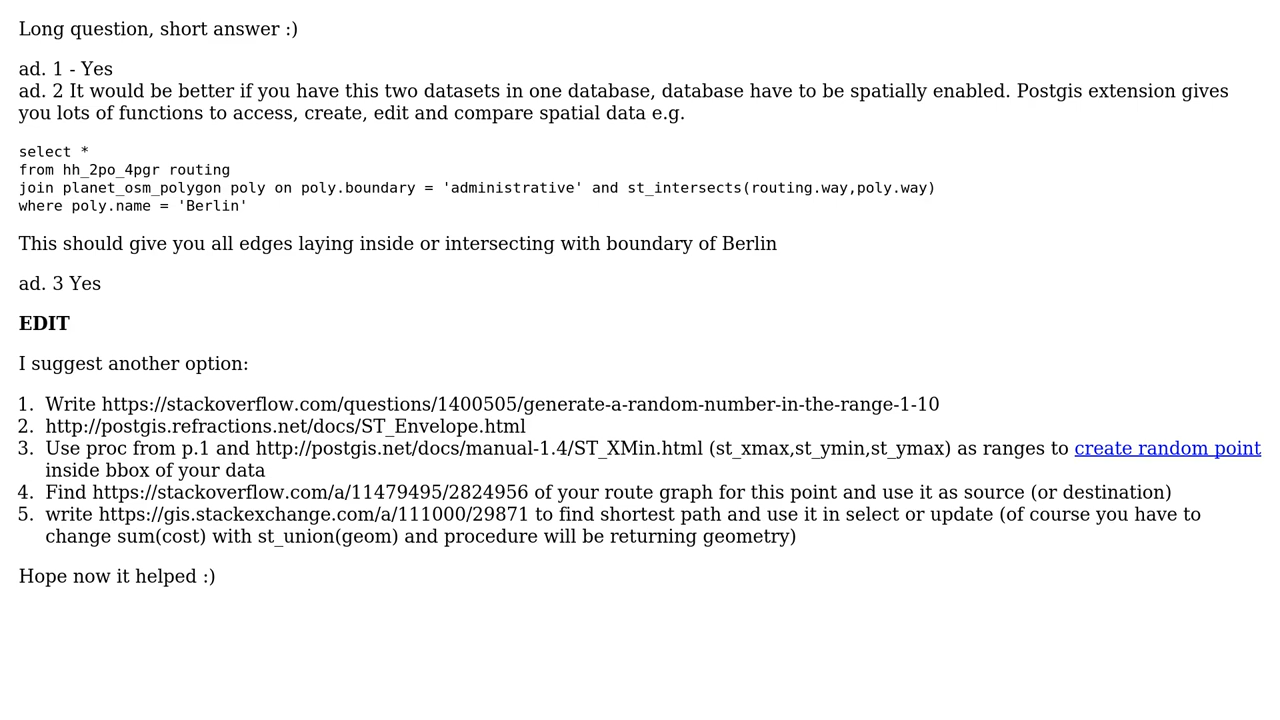 Long question, short answer :)
ad. 1 - Yes
ad. 2 It would be better if you have this two datasets in one database, database have to be spatially enabled. Postgis extension gives
you lots of functions to access, create, edit and compare spatial data e.g.
select *
from hh_2po_4pgr routing
join planet_osm_polygon poly on poly.boundary = 'administrative' and st_intersects(routing.way,poly.way)
where poly.name = 'Berlin'
This should give you all edges laying inside or intersecting with boundary of Berlin
ad. 3 Yes
EDIT
I suggest another option:
1. Write https://stackoverflow.com/questions/1400505/generate-a-random-number-in-the-range-1-10
2. http://postgis.refractions.net/docs/ST_Envelope.html
3. Use proc from p.1 and http://postgis.net/docs/manual-1.4/ST_XMin.html (st_xmax,st_ymin,st_ymax) as ranges to create random point
inside bbox of your data
4. Find https://stackoverflow.com/a/11479495/2824956 of your route graph for this point and use it as source (or destination)
5. write https://gis.stackexchange.com/a/111000/29871 to find shortest path and use it in select or update (of course you have to
change sum(cost) with st_union(geom) and procedure will be returning geometry)
Hope now it helped :)